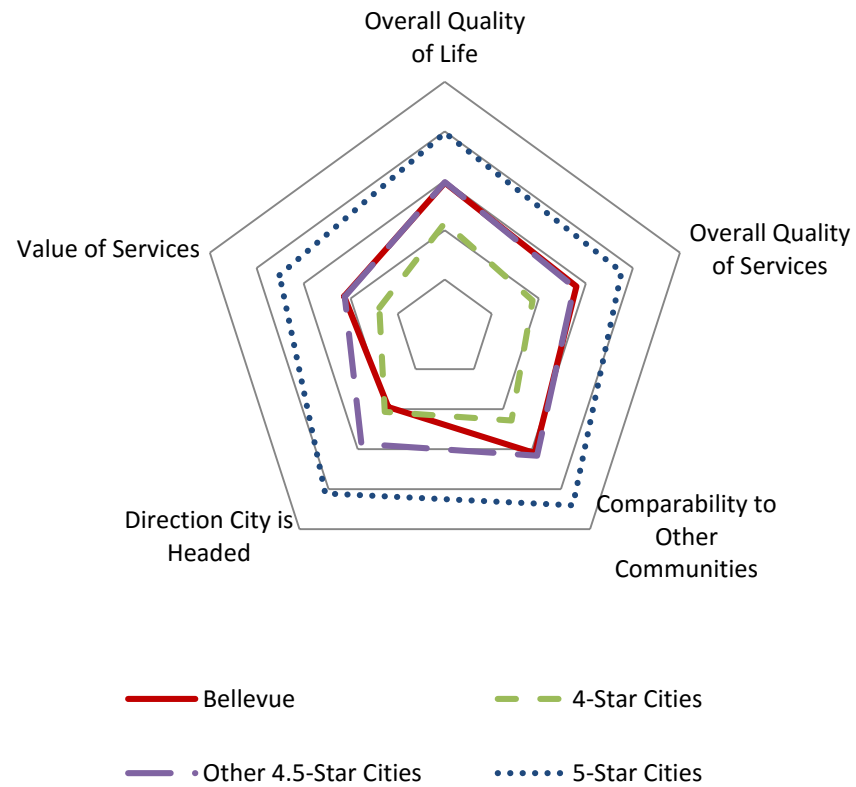 Overall Quality
of Life
Value of Services
Overall Quality
of Services
Direction City is
Headed
Comparability to
Other
Communities
Bellevue
4-Star Cities
Other 4.5-Star Cities
5-Star Cities